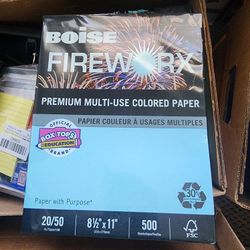 BOISE
FIREWORX
PREMIUM MULTI-USE COLORED PAPER
PAPIER COULEUR À USAGES MULTIPLES
OFFICIAL
BOX TOPS
EDUCATION
BRAND
Paper with Purpose
30%
20/50
8½"x11"
500
FSC